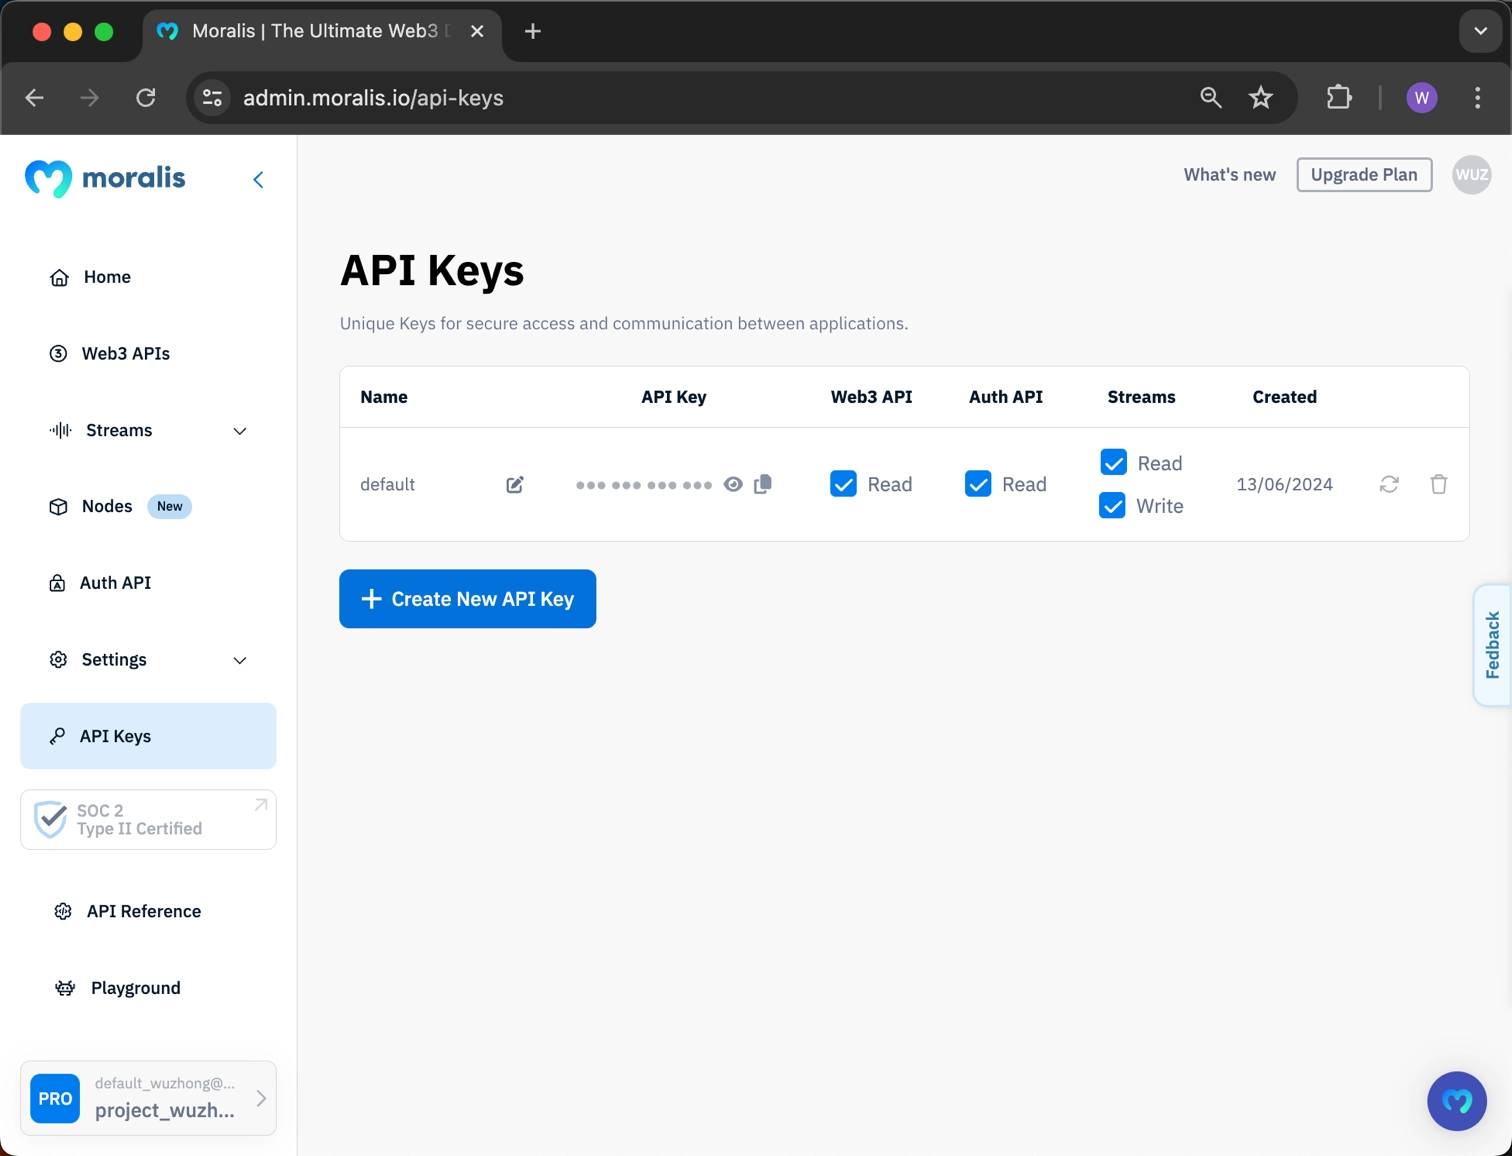 Moralis | The Ultimate Web3
admin.moralis.io/api-keys
W
moralis
What's new
Upgrade Plan
WUZ
Home
Web3 APIs
Streams
Nodes New
Auth API
Settings
API Keys
SOC 2
Type II Certified
API Reference
Playground
PRO
default_wuzhong@...
project_wuzh...
API Keys
Unique Keys for secure access and communication between applications.
Name API Key Web3 API Auth API Streams Created
default ••• ••• ••• ••• Read Read Read 13/06/2024
Write
+ Create New API Key
Fedback